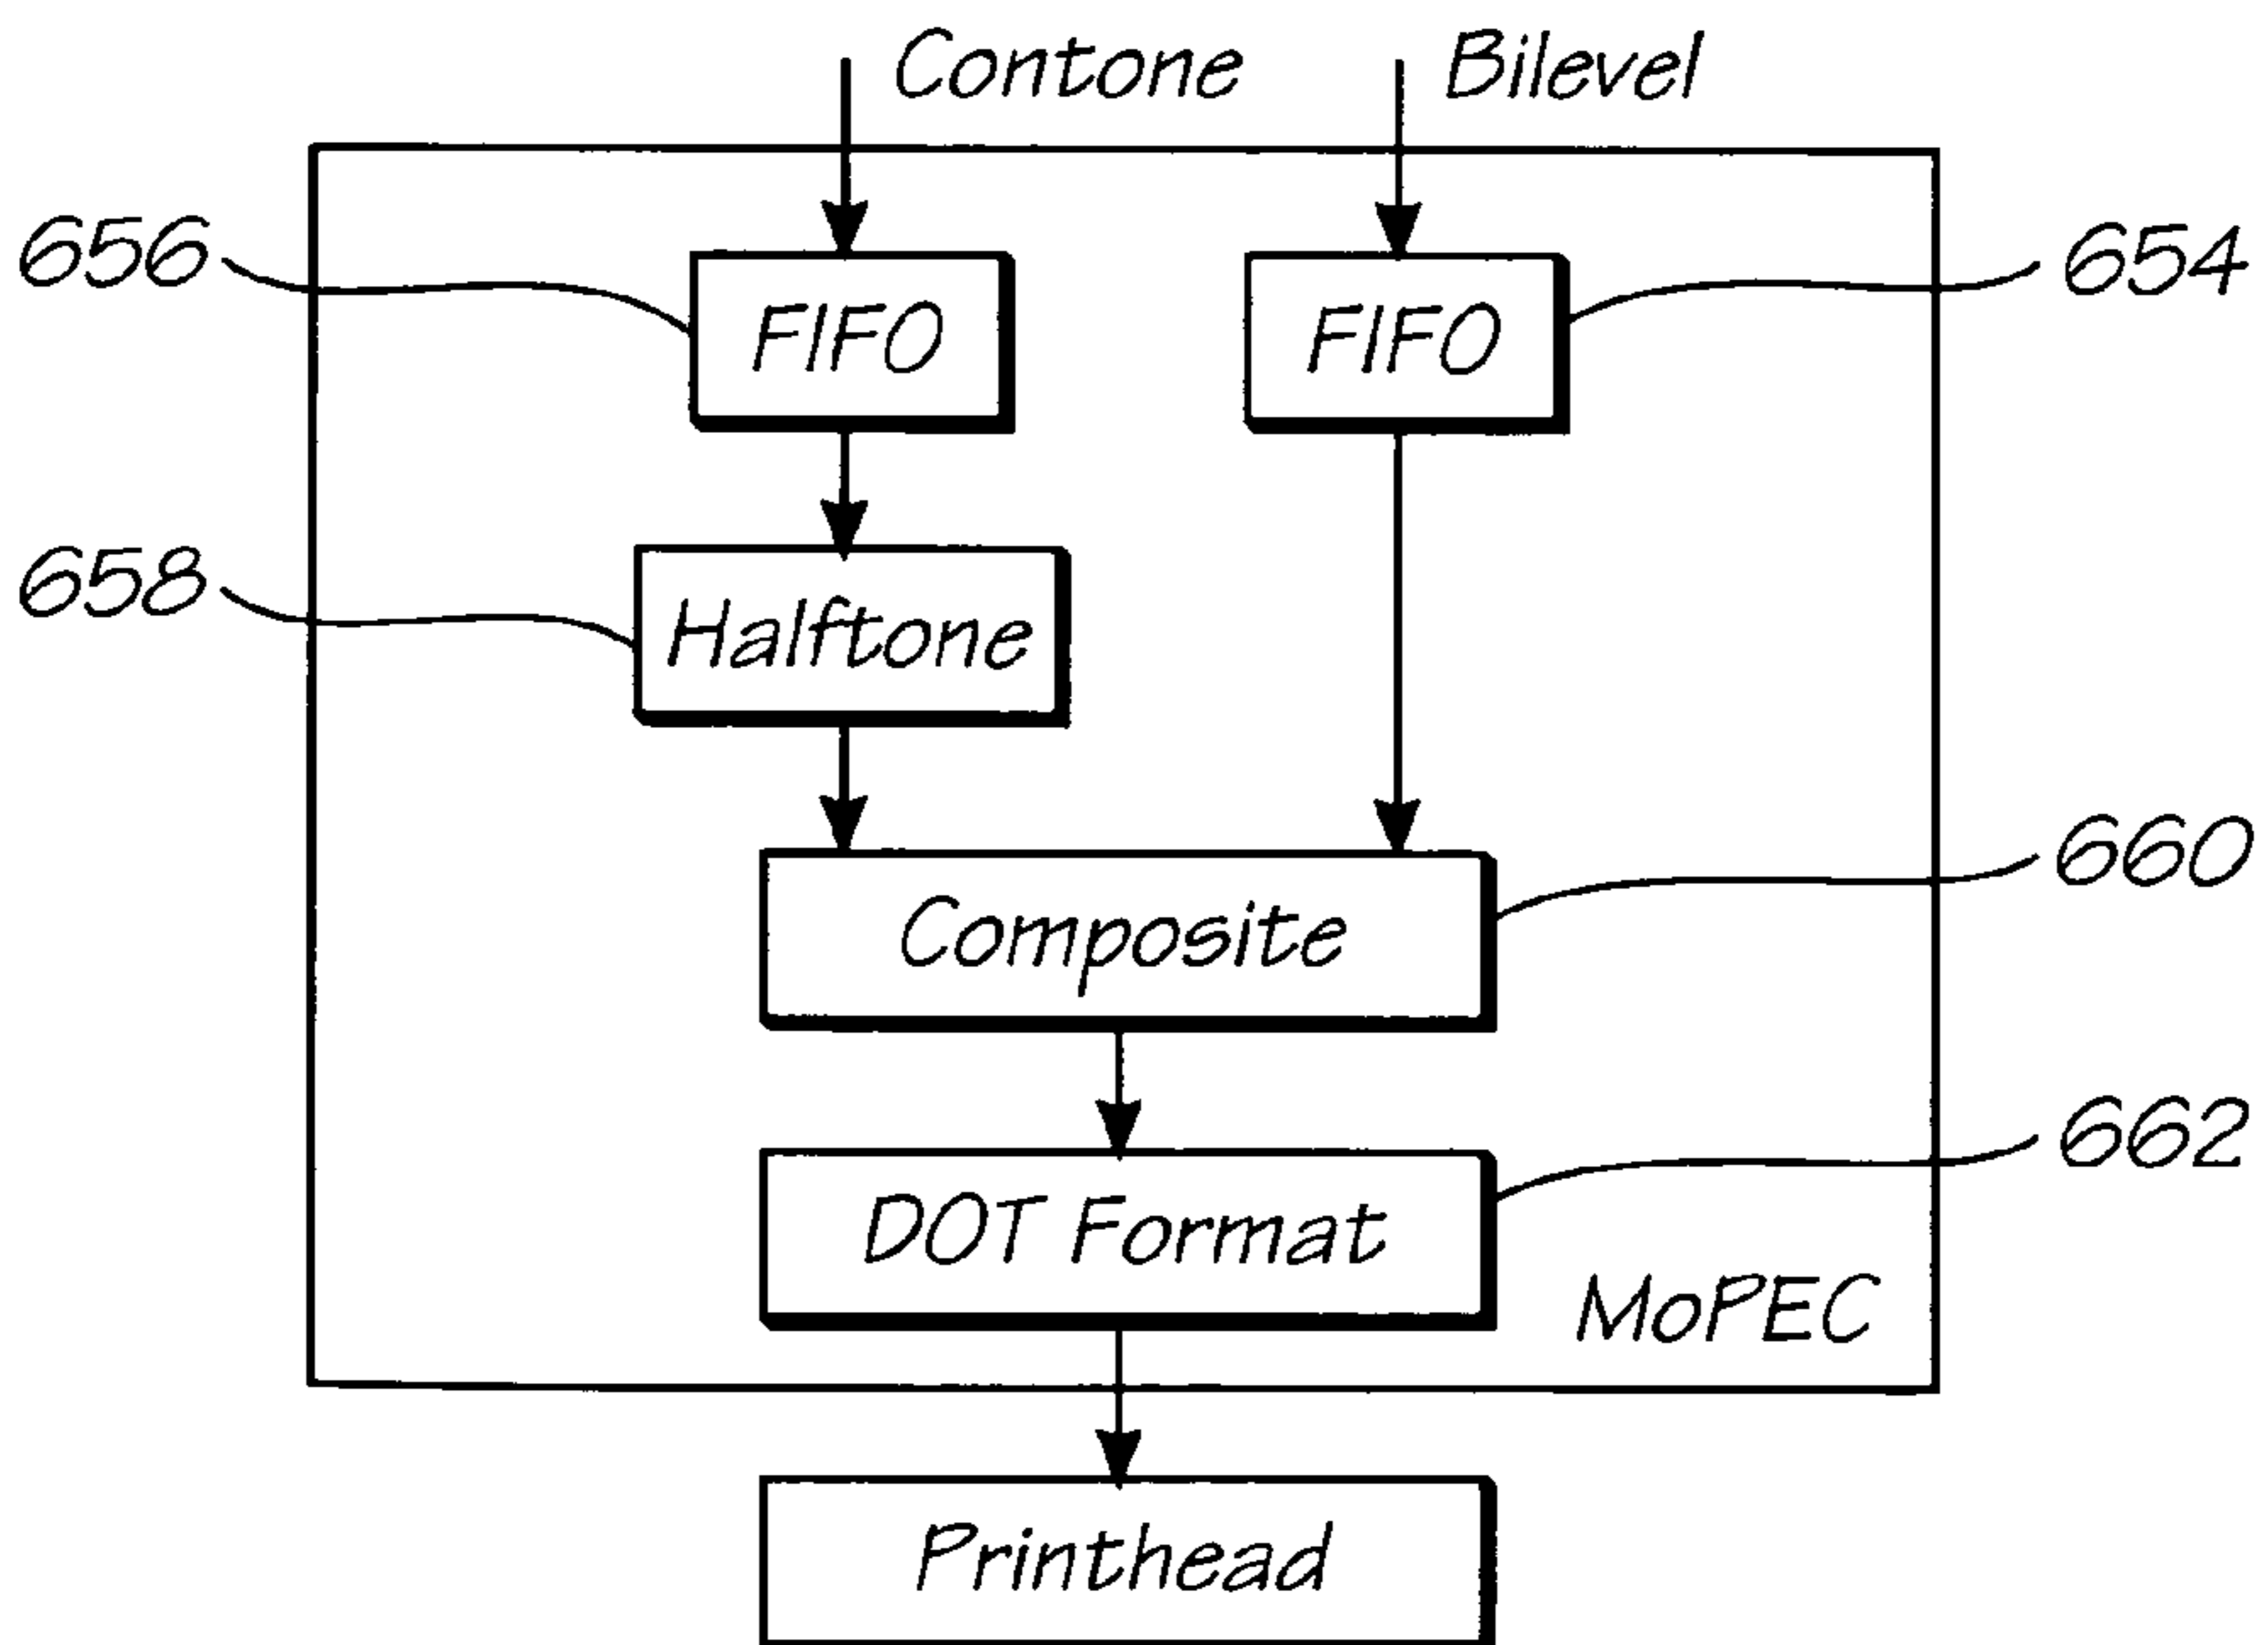 Contone
Bilevel
656
FIFO
FIFO
654
658
Halftone
660
Composite
662
DOT Format
MoPEC
Printhead